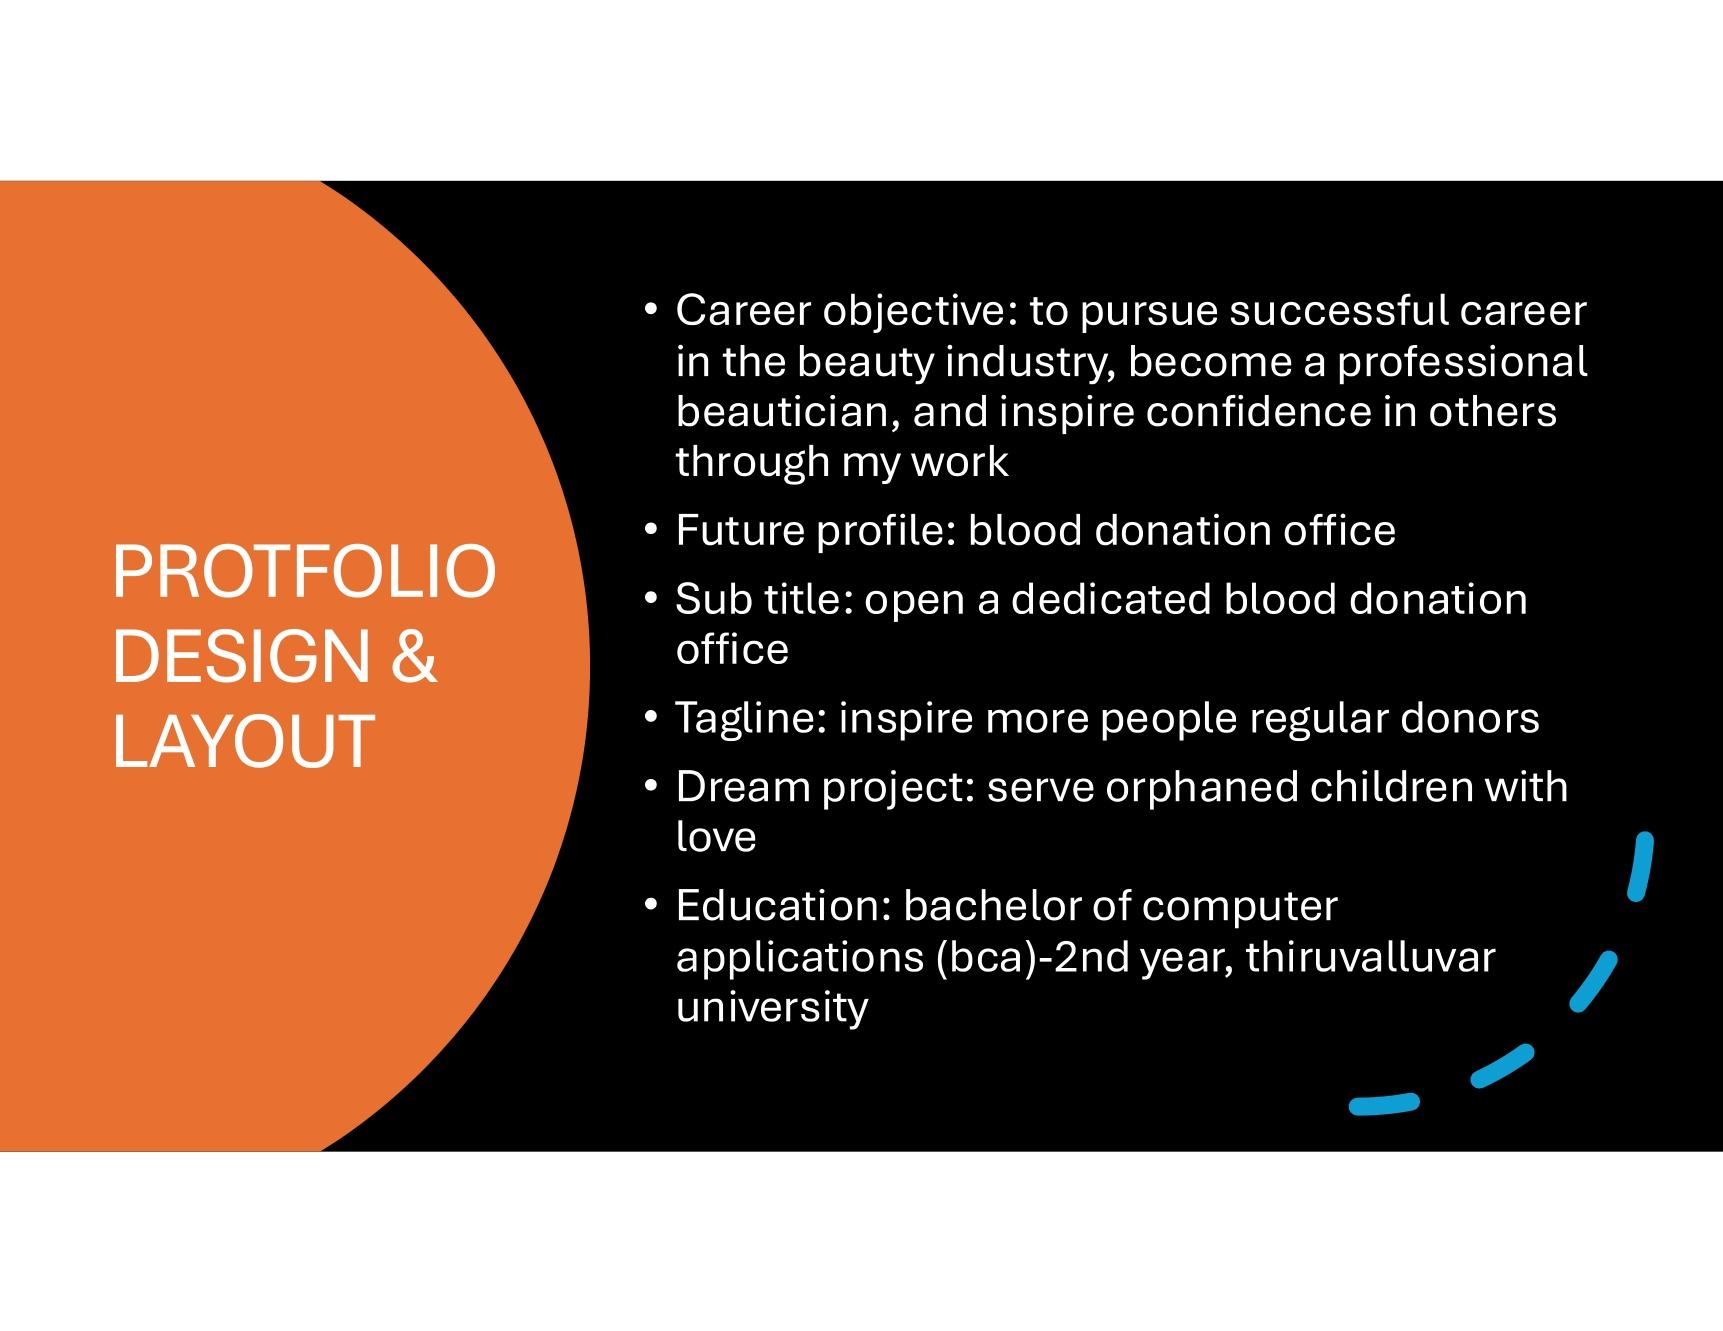 PROTFOLIO
DESIGN &
LAYOUT
• Career objective: to pursue successful career
in the beauty industry, become a professional
beautician, and inspire confidence in others
through my work
• Future profile: blood donation office
• Sub title: open a dedicated blood donation
office
• Tagline: inspire more people regular donors
• Dream project: serve orphaned children with
love
• Education: bachelor of computer
applications (bca)-2nd year, thiruvalluvar
university